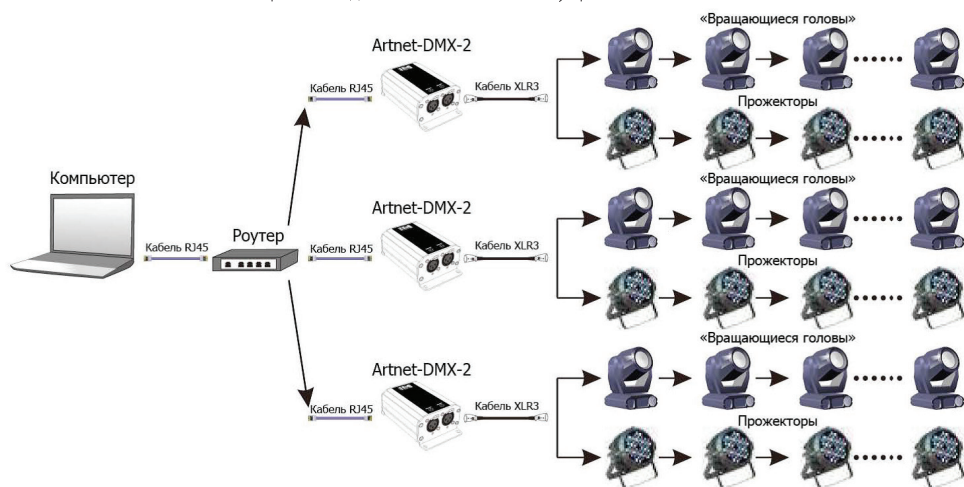 «Вращающиеся головы»
Artnet-DMX-2
Кабель RJ45
Кабель XLR3
Прожекторы
Компьютер
«Вращающиеся головы»
Artnet-DMX-2
Кабель RJ45
Роутер
Кабель RJ45
Кабель XLR3
Прожекторы
«Вращающиеся головы»
Artnet-DMX-2
Кабель RJ45
Кабель XLR3
Прожекторы